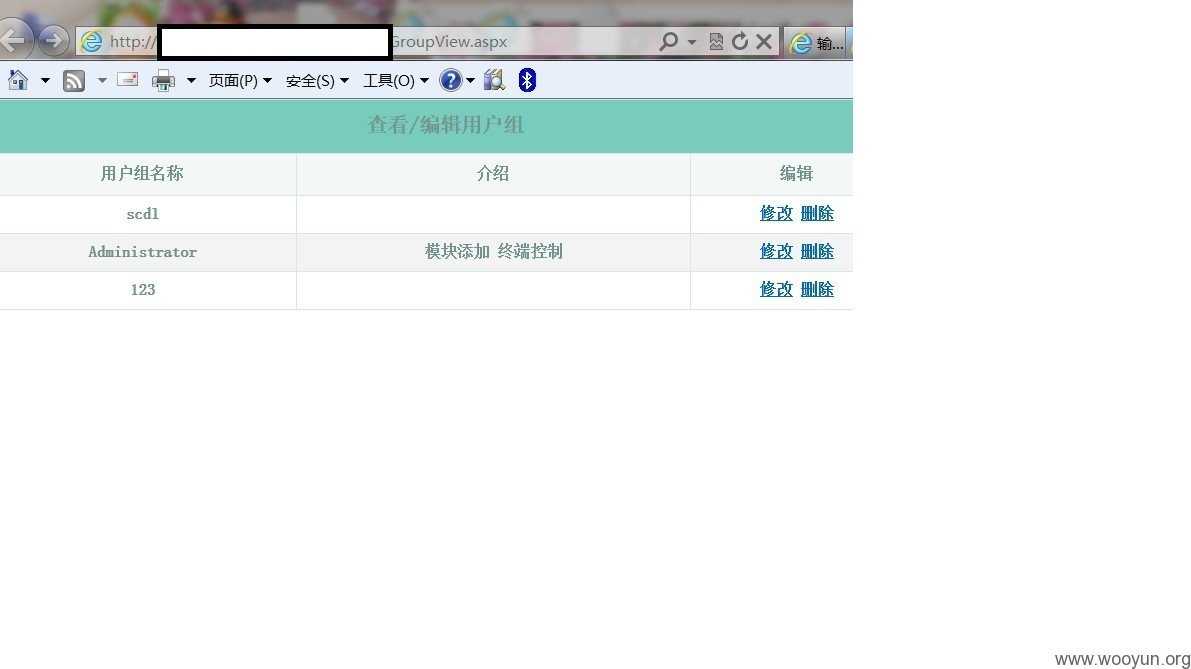 http:// GroupView.aspx
输...
页面(P) 安全(S) 工具(O)
查看/编辑用户组
用户组名称 介绍 编辑
scdl 修改 删除
Administrator 模块添加 终端控制 修改 删除
123 修改 删除
www.wooyun.org